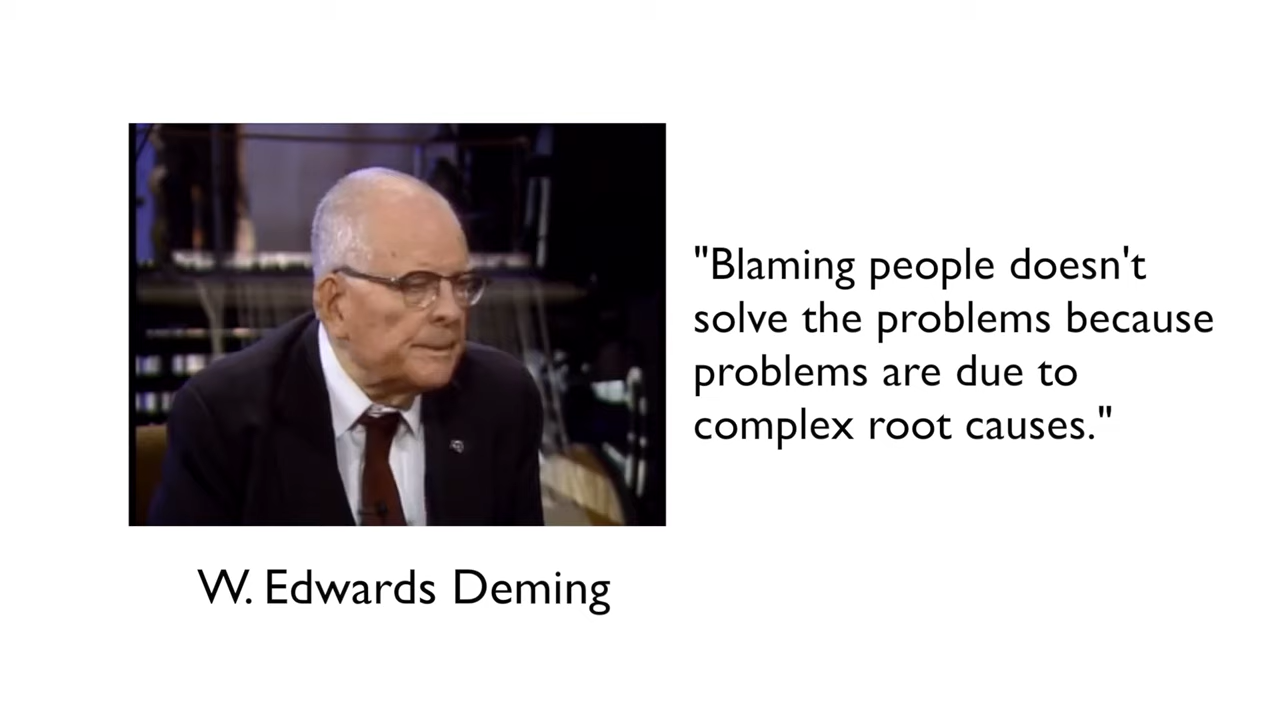 "Blaming people doesn't
solve the problems because
problems are due to
complex root causes."
W. Edwards Deming